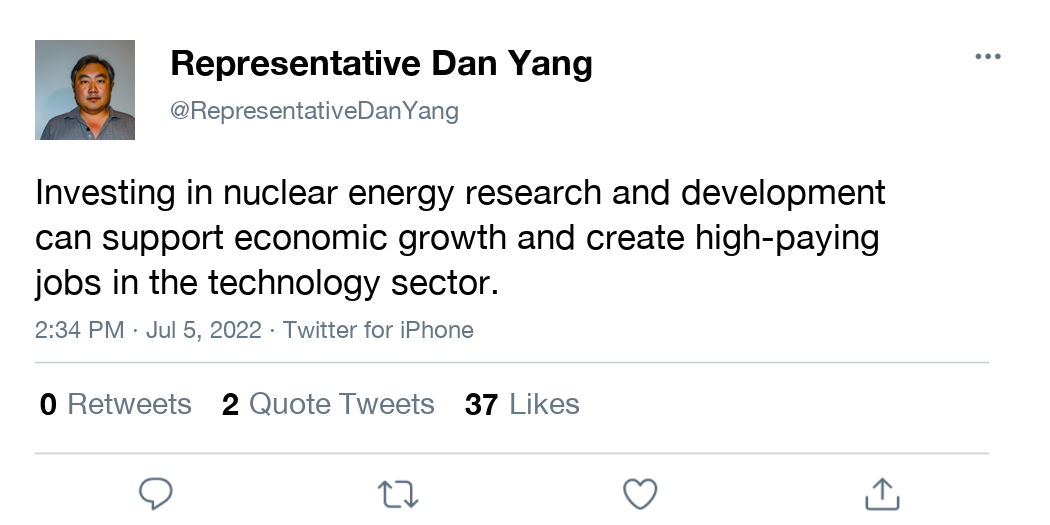 Representative Dan Yang
@RepresentativeDanYang
Investing in nuclear energy research and development
can support economic growth and create high-paying
jobs in the technology sector.
2:34 PM · Jul 5, 2022 · Twitter for iPhone
0 Retweets 2 Quote Tweets 37 Likes